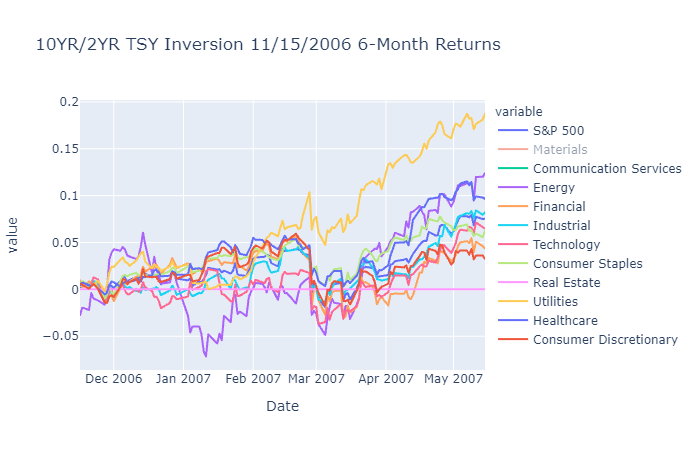 10YR/2YR TSY Inversion 11/15/2006 6-Month Returns
variable
S&P 500
Materials
Communication Services
Energy
Financial
Industrial
Technology
Consumer Staples
Real Estate
Utilities
Healthcare
Consumer Discretionary
value
0.2
0.15
0.1
0.05
0
−0.05
Dec 2006
Jan 2007
Feb 2007
Mar 2007
Apr 2007
May 2007
Date